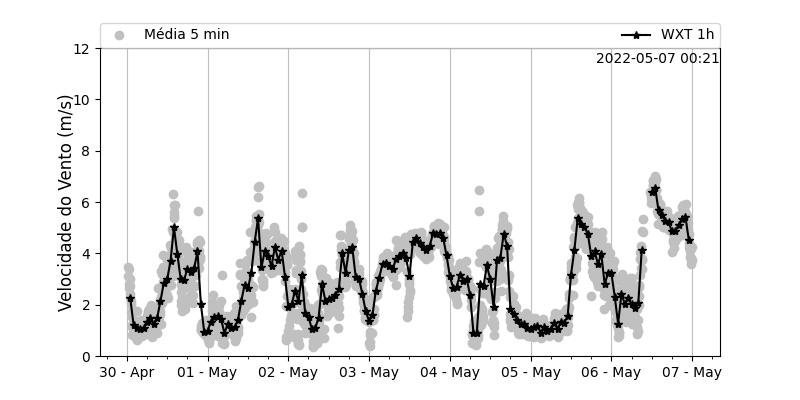 Média 5 min
WXT 1h
2022-05-07 00:21
Velocidade do Vento (m/s)
12
10
8
6
4
2
0
30 - Apr
01 - May
02 - May
03 - May
04 - May
05 - May
06 - May
07 - May